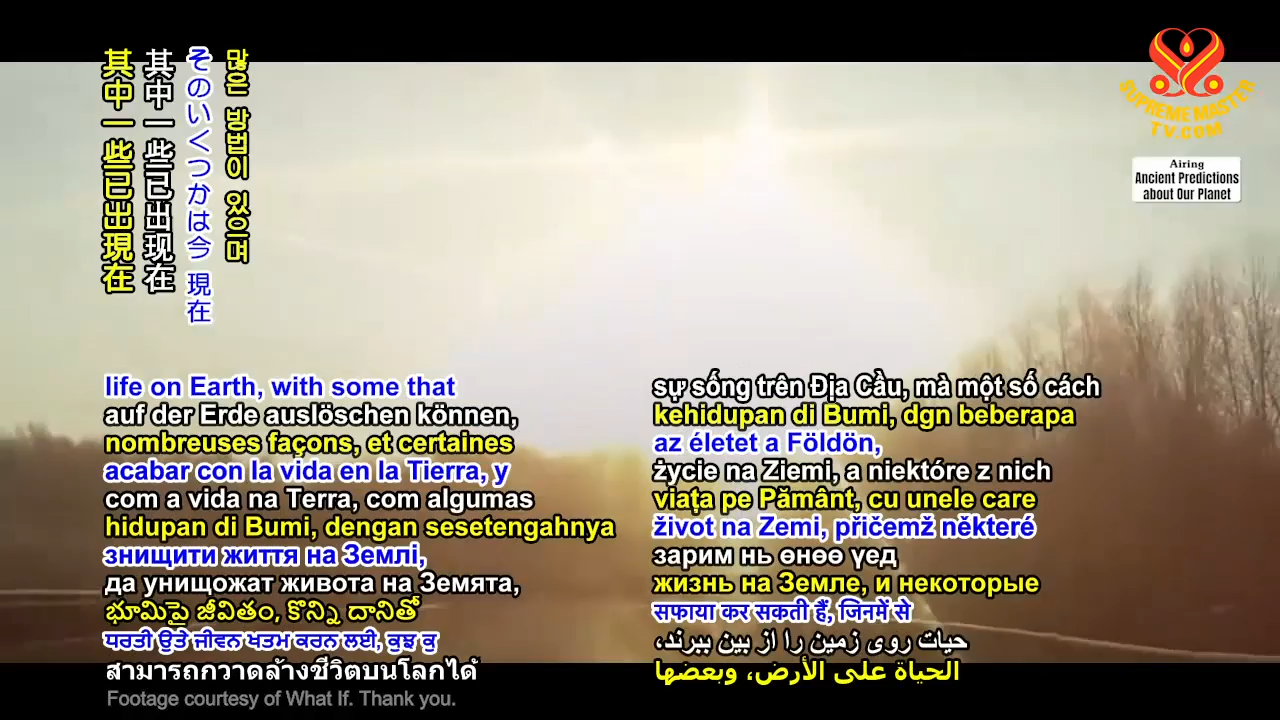 其中一些已出現在
其中一些已出现在
そのいくつかは今 現在
많은 방법이 있으며
SUPREME MASTER
TV.COM
Airing
Ancient Predictions
about Our Planet
life on Earth, with some that
auf der Erde auslöschen können,
nombreuses façons, et certaines
acabar con la vida en la Tierra, y
com a vida na Terra, com algumas
hidupan di Bumi, dengan sesetengahnya
знищити життя на Землі,
да унищожат живота на Земята,
భూమిపై జీవితం, కొన్ని దానితో
ਧਰਤੀ ਉਤੇ ਜੀਵਨ ਖਤਮ ਕਰਨ ਲਈ, ਕੁਝ ਕੁ
สามารถกวาดล้างชีวิตบนโลกได้
sự sống trên Địa Cầu, mà một số cách
kehidupan di Bumi, dgn beberapa
az életet a Földön,
życie na Ziemi, a niektóre z nich
viața pe Pământ, cu unele care
život na Zemi, přičemž některé
зарим нь өнөө үед
жизнь на Земле, и некоторые
सफाया कर सकती हैं, जिनमें से
حیات روی زمین را از بین ببرند،
الحياة على الأرض، وبعضها
Footage courtesy of What If. Thank you.